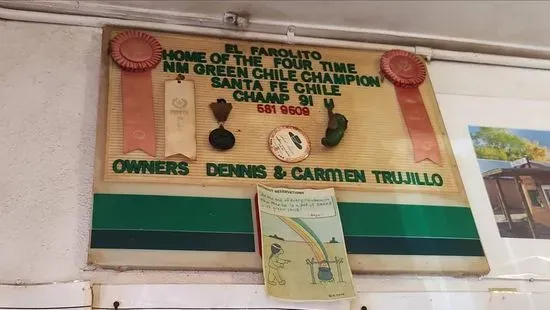 EL FAROLITO
HOME OF THE FOUR TIME
NM GREEN CHILE CHAMPION
SANTA FE CHILE
CHAMP 91
581 9509
OWNERS DENNIS & CARMEN TRUJILLO
RESERVATIONS